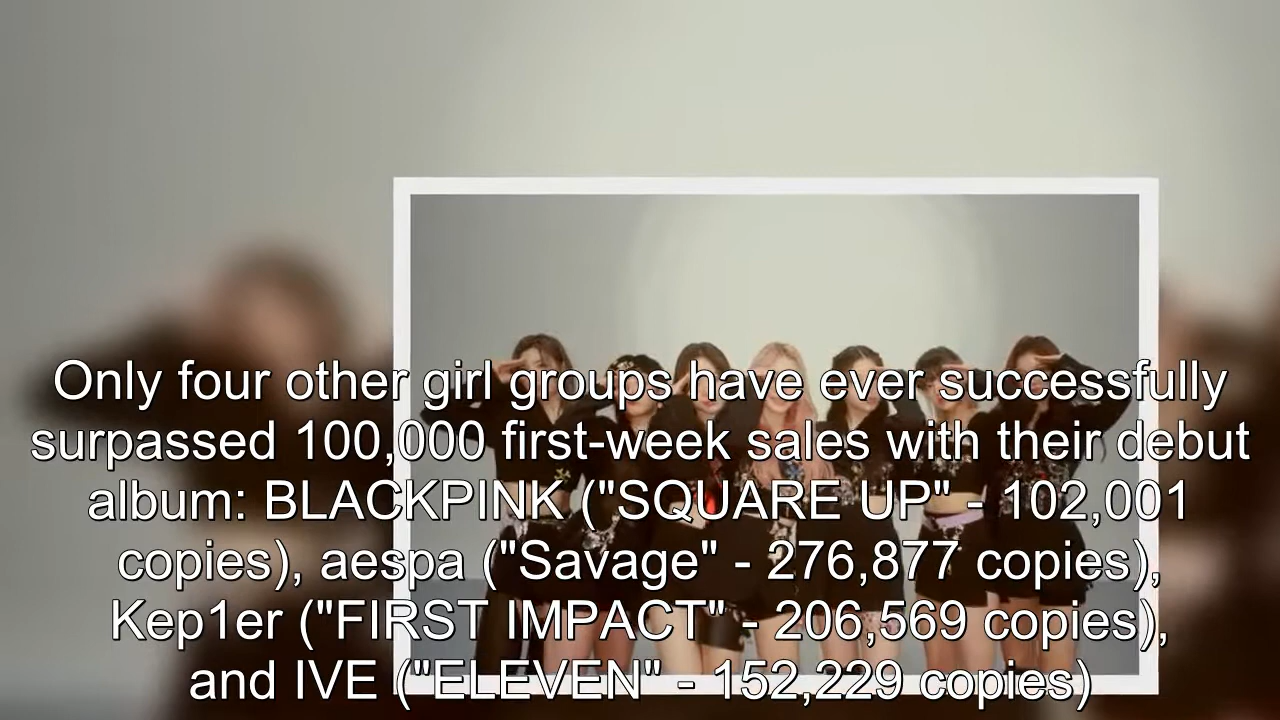 Only four other girl groups have ever successfully
surpassed 100,000 first-week sales with their debut
album: BLACKPINK ("SQUARE UP" - 102,001
copies), aespa ("Savage" - 276,877 copies),
Kep1er ("FIRST IMPACT" - 206,569 copies),
and IVE ("ELEVEN" - 152,229 copies)